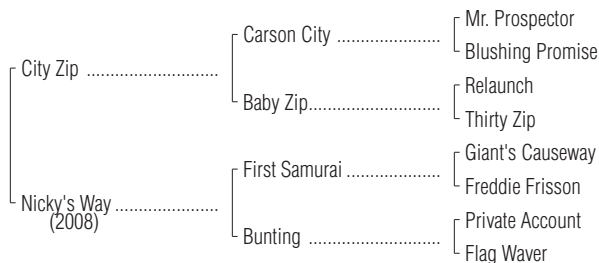 Mr. Prospector
Carson City ....................
Blushing Promise
City Zip .........................
Relaunch
Baby Zip.........................
Thirty Zip
Giant's Causeway
First Samurai ..................
Freddie Frisson
Nicky's Way ....................
(2008)
Private Account
Bunting .........................
Flag Waver